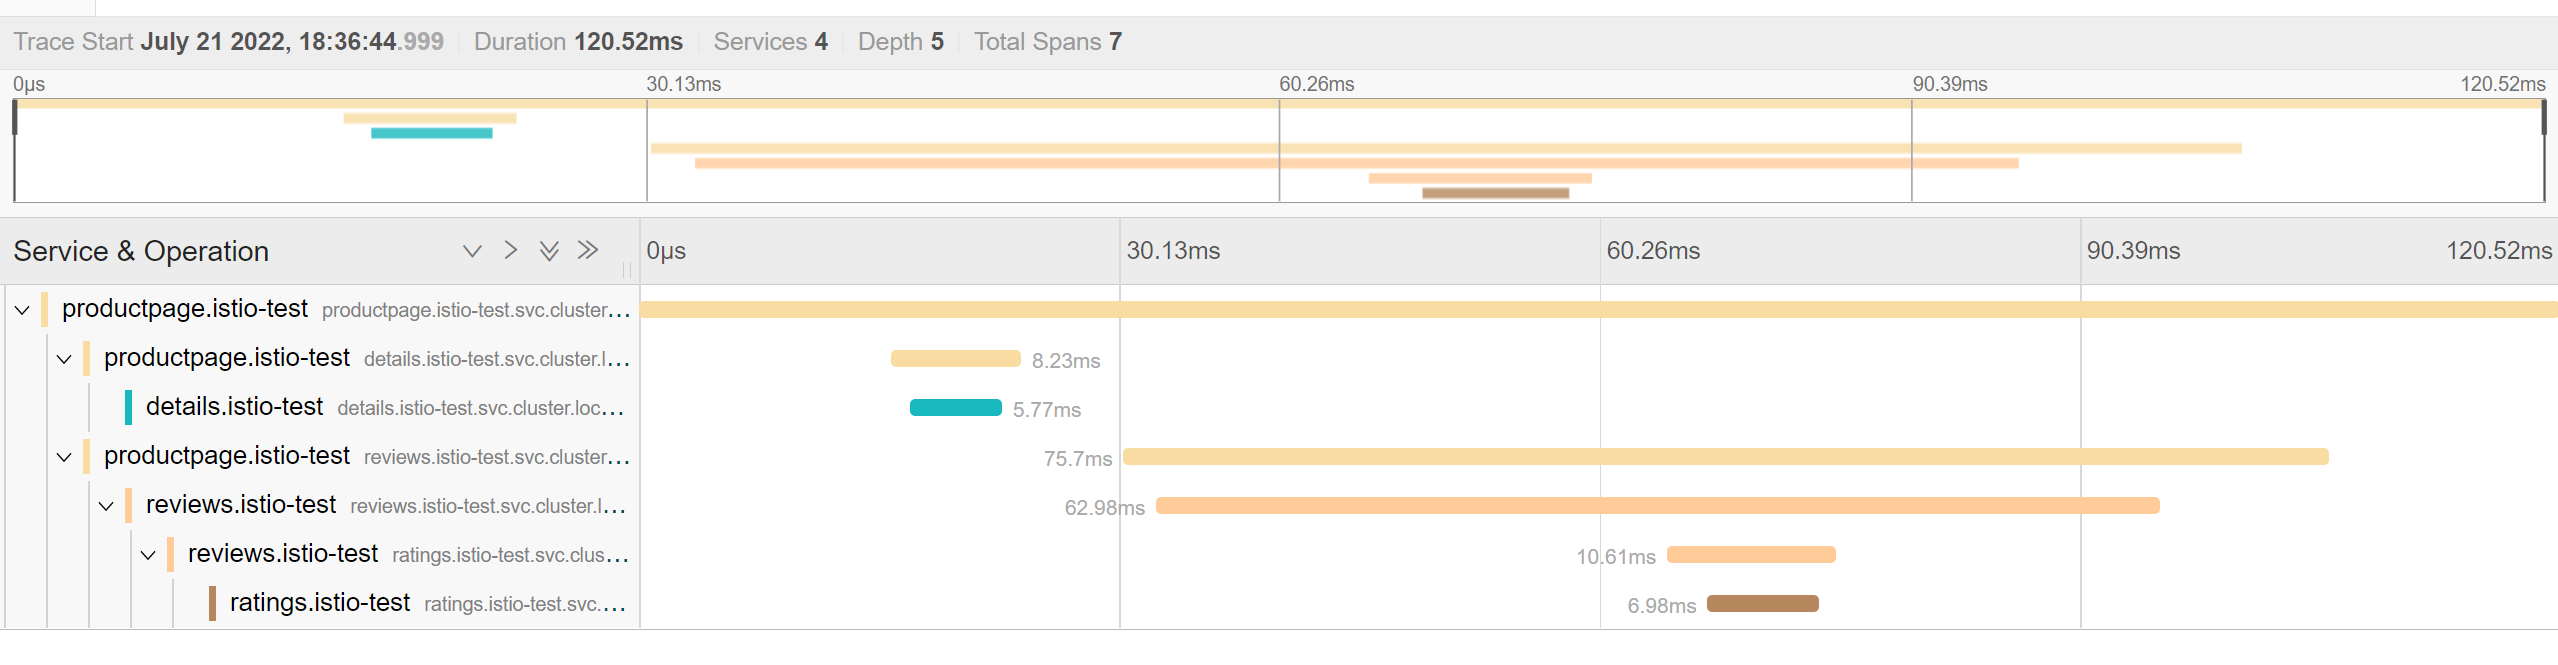 Trace Start July 21 2022, 18:36:44.999 Duration 120.52ms Services 4 Depth 5 Total Spans 7
0µs 30.13ms 60.26ms 90.39ms 120.52ms
Service & Operation 0µs 30.13ms 60.26ms 90.39ms 120.52ms
productpage.istio-test productpage.istio-test.svc.cluster...
productpage.istio-test details.istio-test.svc.cluster.l... 8.23ms
details.istio-test details.istio-test.svc.cluster.loc... 5.77ms
productpage.istio-test reviews.istio-test.svc.cluster... 75.7ms
reviews.istio-test reviews.istio-test.svc.cluster.l... 62.98ms
reviews.istio-test ratings.istio-test.svc.clus... 10.61ms
ratings.istio-test ratings.istio-test.svc.... 6.98ms